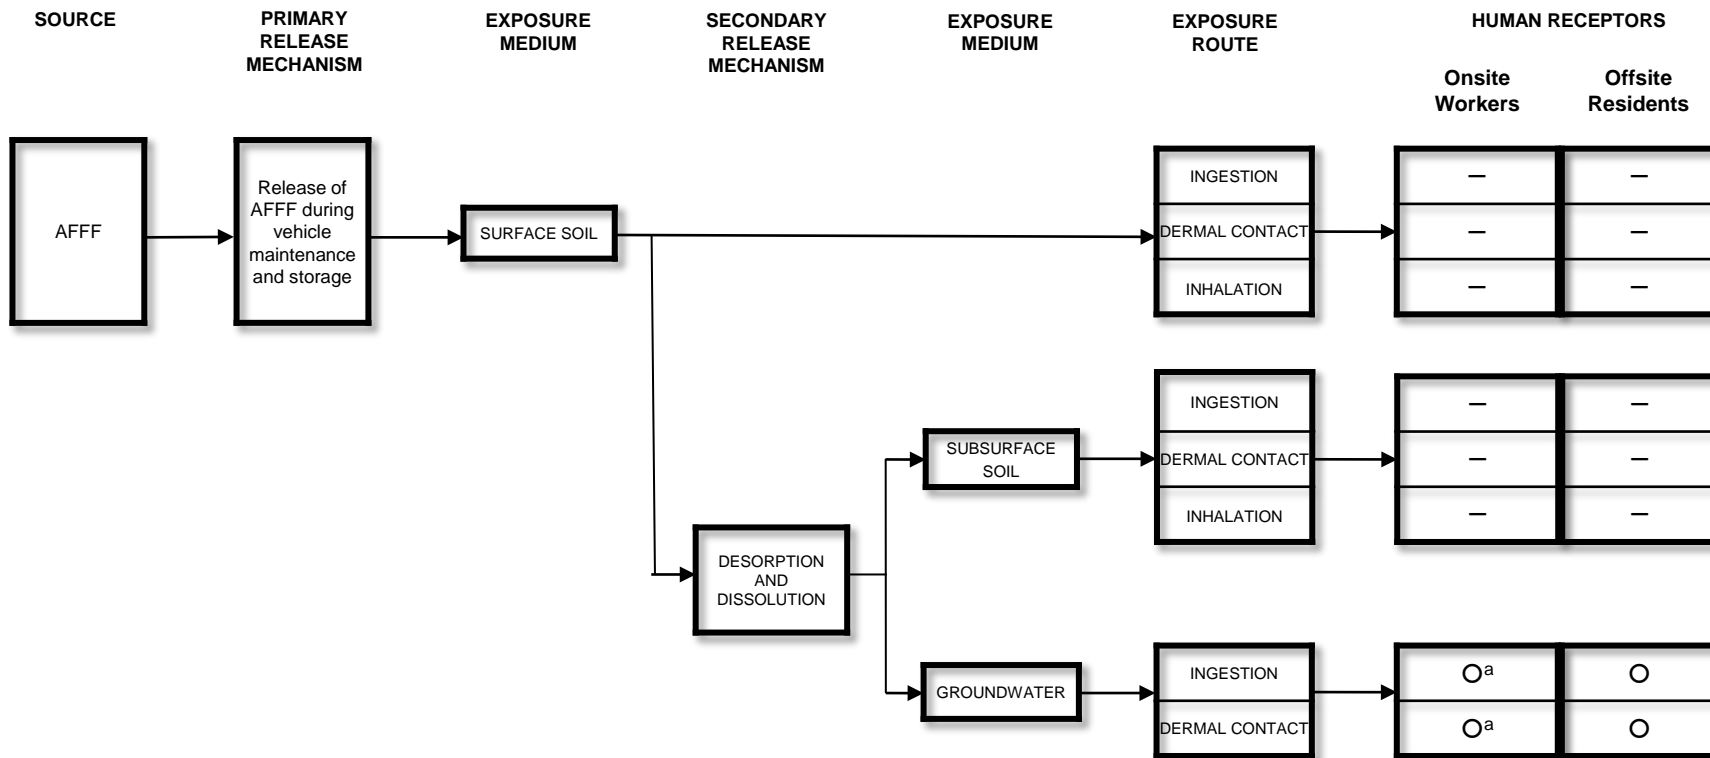 SOURCE
PRIMARY
RELEASE
MECHANISM
EXPOSURE
MEDIUM
SECONDARY
RELEASE
MECHANISM
EXPOSURE
MEDIUM
EXPOSURE
ROUTE
HUMAN RECEPTORS
Onsite
Workers
Offsite
Residents
AFFF
Release of
AFFF during
vehicle
maintenance
and storage
SURFACE SOIL
INGESTION
– –
DERMAL CONTACT
– –
INHALATION
– –
SUBSURFACE
SOIL
INGESTION
– –
DERMAL CONTACT
– –
INHALATION
– –
DESORPTION
AND
DISSOLUTION
GROUNDWATER
INGESTION
O a O
DERMAL CONTACT
O a O